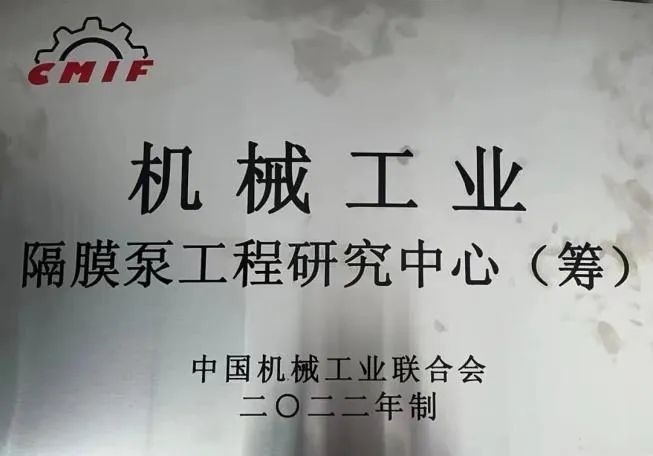 CMIF
机械工业
隔膜泵工程研究中心（筹）
中国机械工业联合会
二〇二二年制